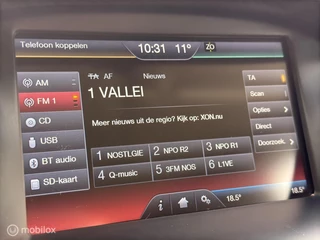 Telefoon koppelen 10:31 11° zo
AM
FM 1
CD
USB
BT audio
SD-kaart
TA AF Nieuws
1 VALLEI
Meer nieuws uit de regio? Kijk op: XON.nu
1 NOSTLGIE 2 NPO R2 3 NPO R1
4 Q-music 5 3FM NOS 6 L1VE
TA
Scan
Opties
Direct
Doorzoek.
18.5° 18.5°
© Marktplaats